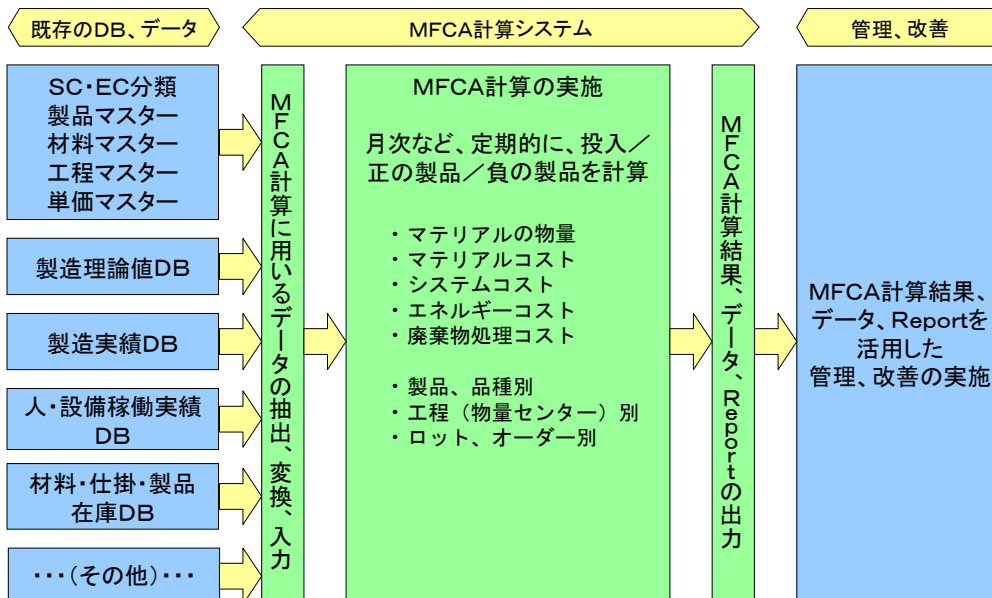 既存のDB、データ
MFCA計算システム
管理、改善
SC・EC分類
製品マスター
材料マスター
工程マスター
単価マスター
製造理論値DB
製造実績DB
人・設備稼働実績
DB
材料・仕掛・製品
在庫DB
・・・(その他)・・・
MFCA計算に用いるデータの抽出、変換、入力
MFCA計算の実施
月次など、定期的に、投入／
正の製品／負の製品を計算
・マテリアルの物量
・マテリアルコスト
・システムコスト
・エネルギーコスト
・廃棄物処理コスト
・製品、品種別
・工程（物量センター）別
・ロット、オーダー別
MFCA計算結果、データ、Reportの出力
MFCA計算結果、
データ、Reportを
活用した
管理、改善の実施